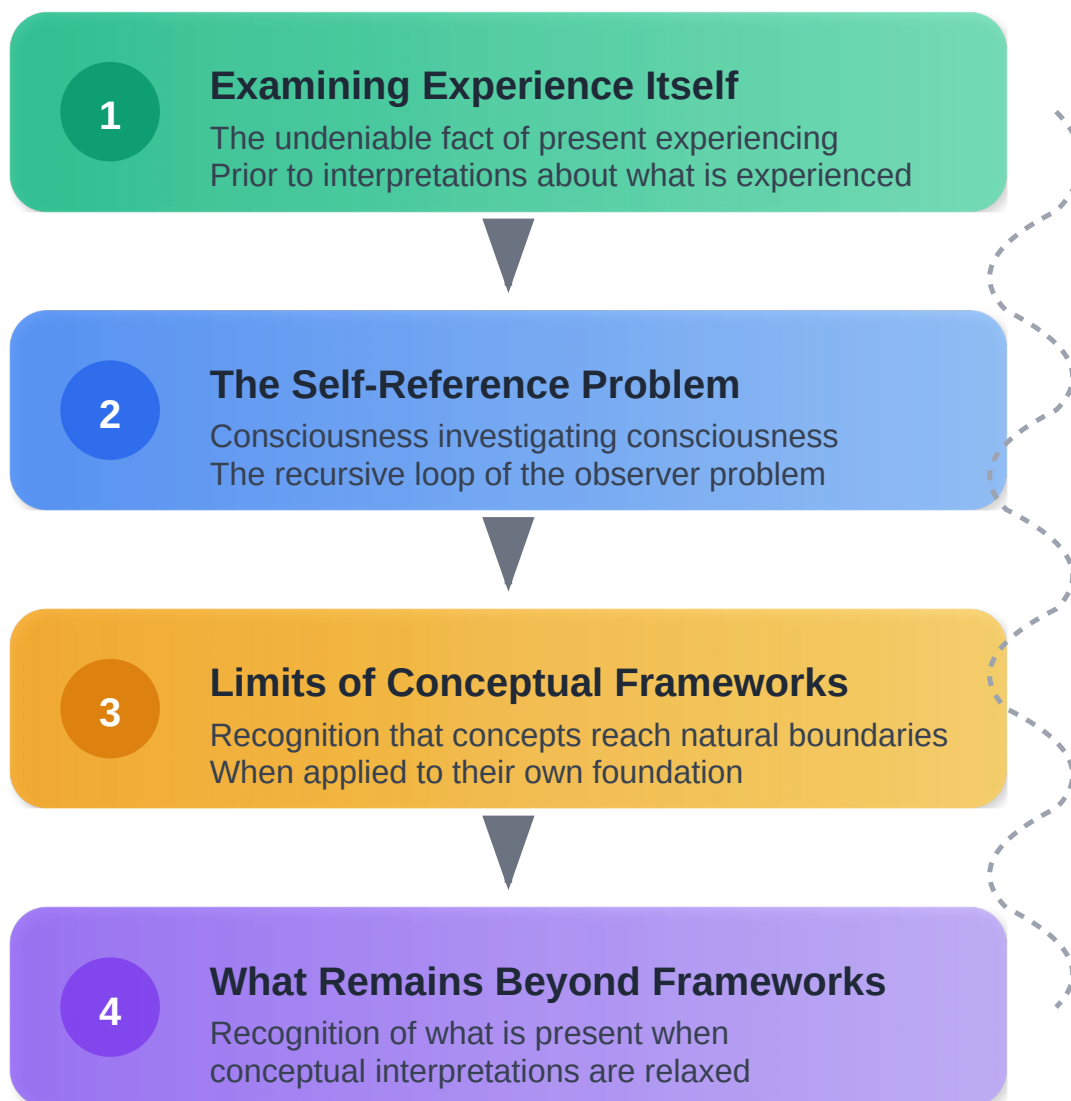 1
Examining Experience Itself
The undeniable fact of present experiencing
Prior to interpretations about what is experienced
2
The Self-Reference Problem
Consciousness investigating consciousness
The recursive loop of the observer problem
3
Limits of Conceptual Frameworks
Recognition that concepts reach natural boundaries
When applied to their own foundation
4
What Remains Beyond Frameworks
Recognition of what is present when
conceptual interpretations are relaxed